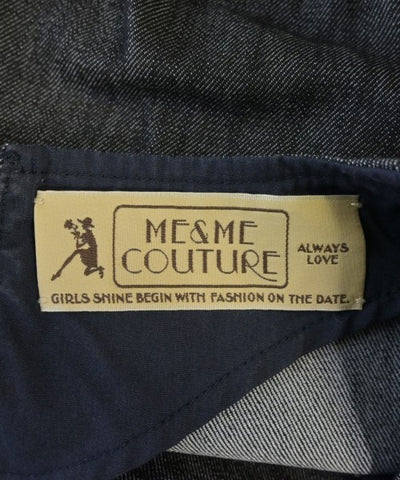 ME&ME
COUTURE
ALWAYS
LOVE
GIRLS SHINE BEGIN WITH FASHION ON THE DATE.